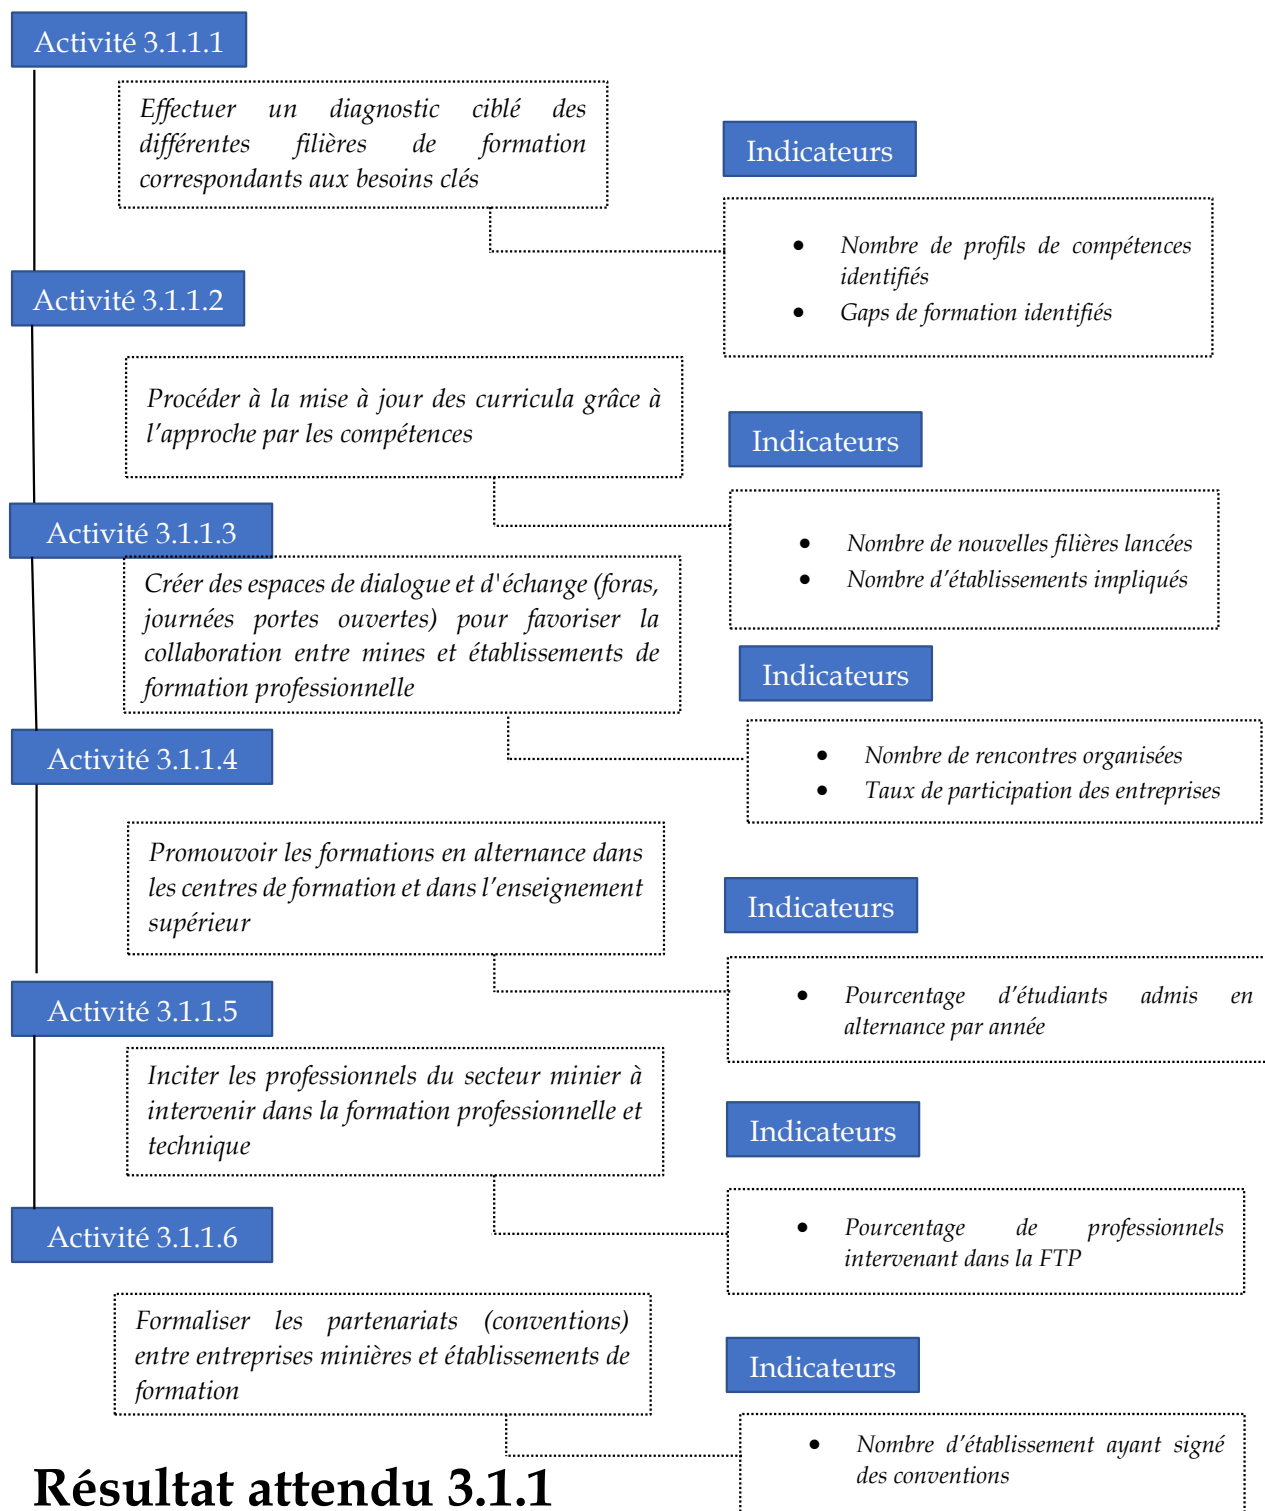 Activité 3.1.1.1
Effectuer un diagnostic ciblé des
différentes filières de formation
correspondants aux besoins clés
Indicateurs
• Nombre de profils de compétences
identifiés
• Gaps de formation identifiés
Activité 3.1.1.2
Procéder à la mise à jour des curricula grâce à
l’approche par les compétences
Indicateurs
• Nombre de nouvelles filières lancées
• Nombre d’établissements impliqués
Activité 3.1.1.3
Créer des espaces de dialogue et d'échange (foras,
journées portes ouvertes) pour favoriser la
collaboration entre mines et établissements de
formation professionnelle
Indicateurs
• Nombre de rencontres organisées
• Taux de participation des entreprises
Activité 3.1.1.4
Promouvoir les formations en alternance dans
les centres de formation et dans l’enseignement
supérieur
Indicateurs
• Pourcentage d’étudiants admis en
alternance par année
Activité 3.1.1.5
Inciter les professionnels du secteur minier à
intervenir dans la formation professionnelle et
technique
Indicateurs
• Pourcentage de professionnels
intervenant dans la FTP
Activité 3.1.1.6
Formaliser les partenariats (conventions)
entre entreprises minières et établissements de
formation
Indicateurs
• Nombre d’établissement ayant signé
des conventions
Résultat attendu 3.1.1